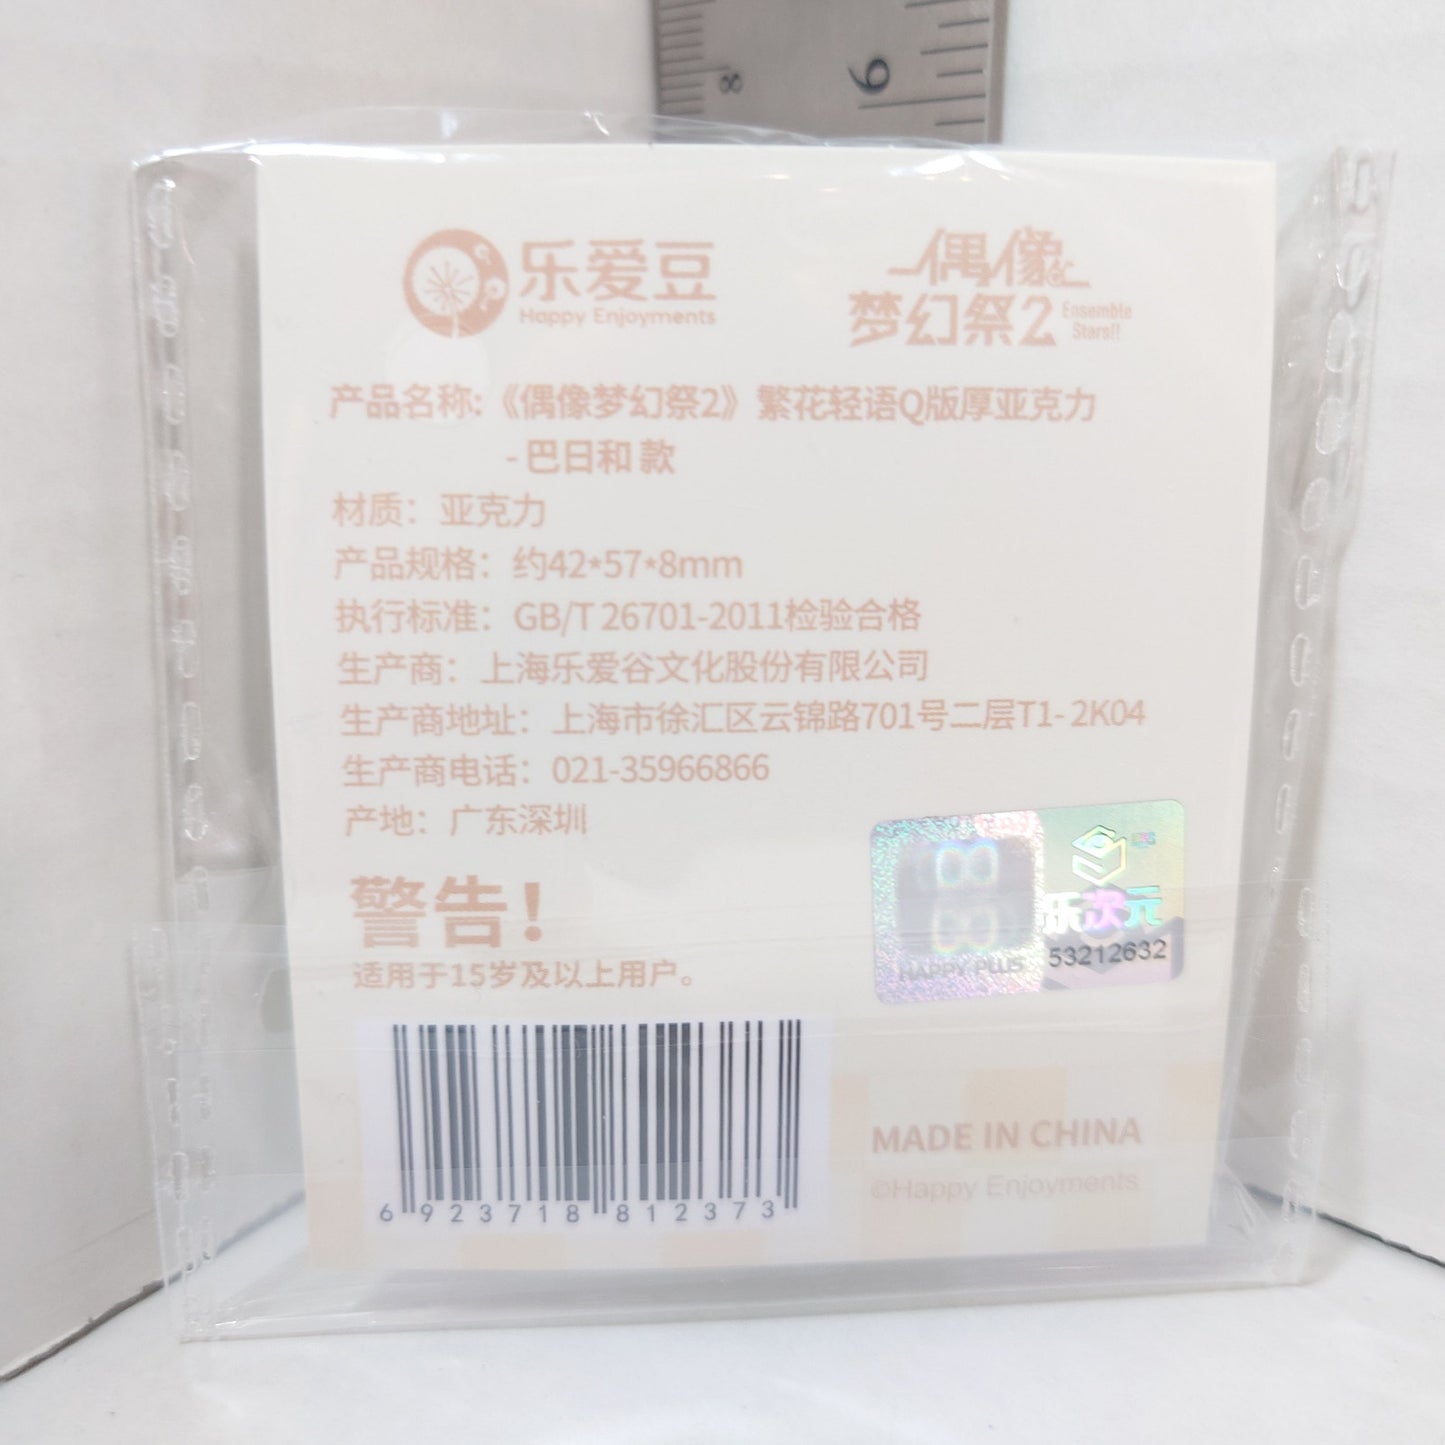 8
6
乐爱豆
Happy Enjoyments
偶像
梦幻祭2
Ensemble
Stars!!
产品名称:《偶像梦幻祭2》繁花轻语Q版厚亚克力
- 巴日和 款
材质：亚克力
产品规格：约42*57*8mm
执行标准：GB/T 26701-2011检验合格
生产商：上海乐爱谷文化股份有限公司
生产商地址：上海市徐汇区云锦路701号二层T1- 2K04
生产商电话：021-35966866
产地：广东深圳
警告！
适用于15岁及以上用户。
乐次元
HAPPY PLUS
53212632
6 923718 812373
MADE IN CHINA
©Happy Enjoyments